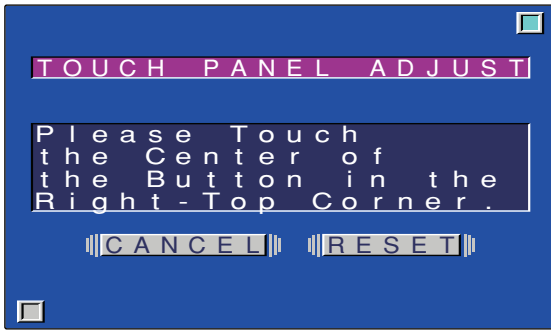 TOUCH PANEL ADJUST
Please Touch
the Center of
the Button in the
Right-Top Corner.
CANCEL RESET